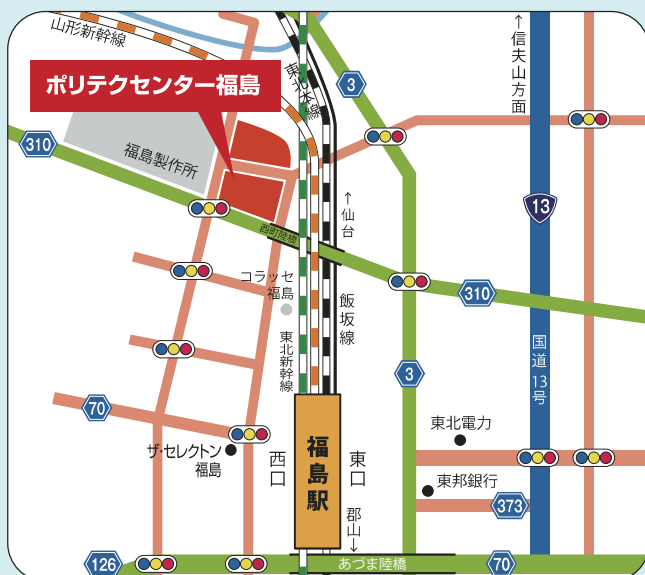 山形新幹線
東北本線
3
↑信夫山方面
ポリテクセンター福島
310
福島製作所
13
↑仙台
西町陸橋
コラッセ
福島
310
飯坂線
東北新幹線
国道13号
3
70
東北電力
ザ・セレクトン
福島
西口
福島駅
東口
東邦銀行
373
郡山↓
126
あづま陸橋
70